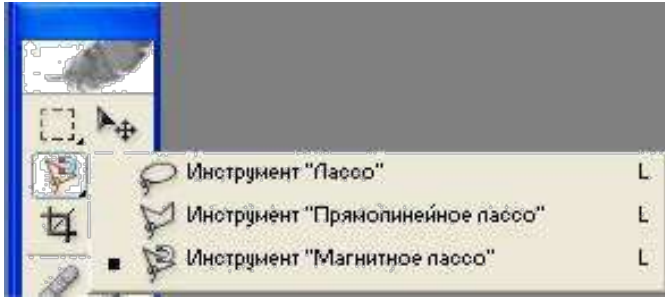 Инструмент "Лассо" L
Инструмент "Прямолинейное лассо" L
Инструмент "Магнитное лассо" L